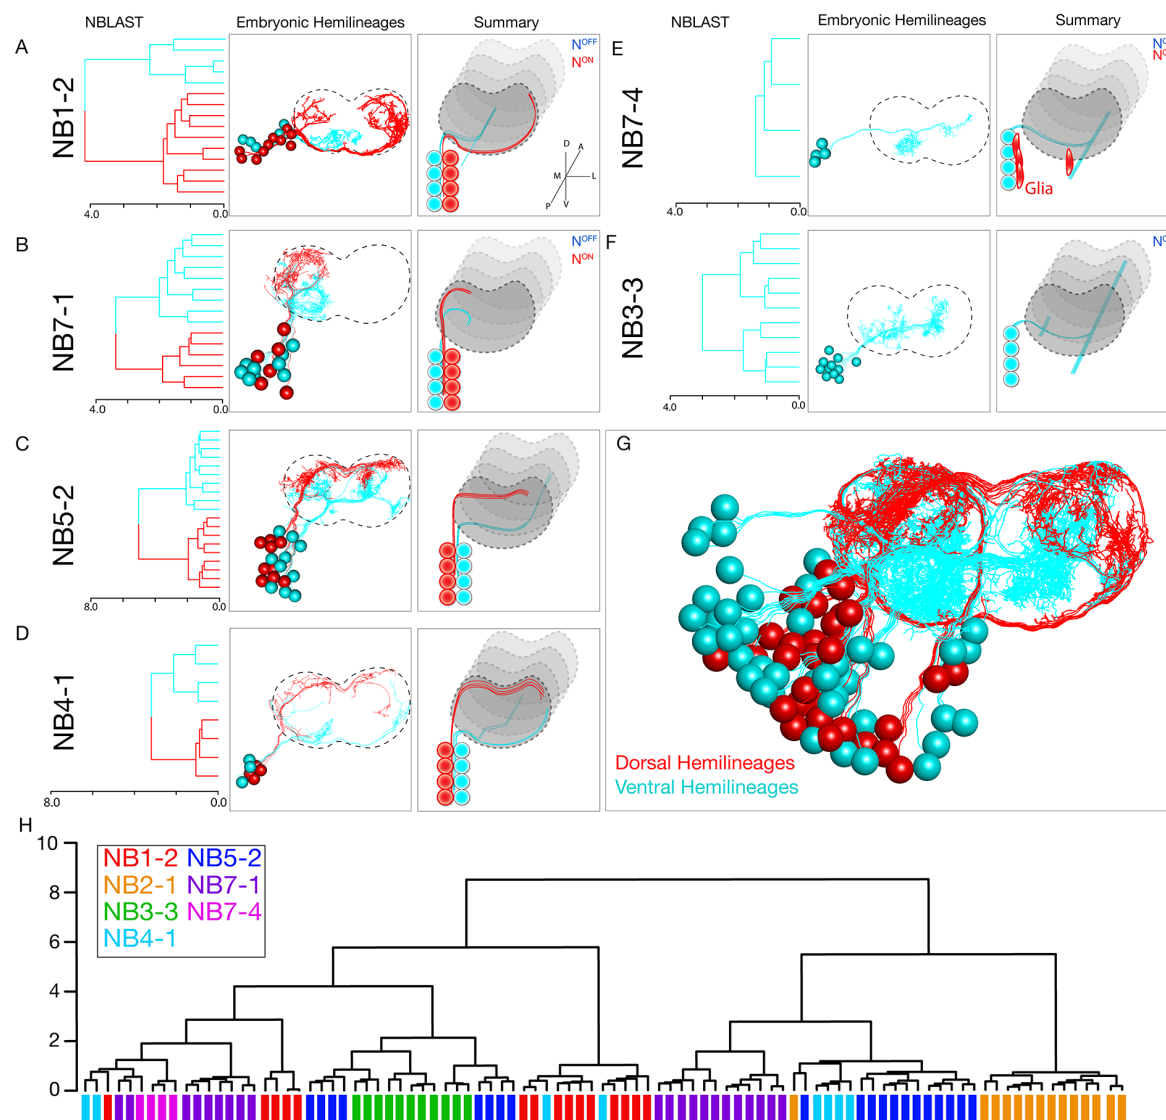 NBLAST Embryonic Hemilineages Summary
A NB1-2 4.0 0.0 N^OFF N^ON D A M L P V
B NB7-1 4.0 0.0 N^OFF N^ON
C NB5-2 8.0 0.0
D NB4-1 8.0 0.0
NBLAST Embryonic Hemilineages Summary
E NB7-4 4.0 0.0 Glia
F NB3-3 4.0 0.0
G
Dorsal Hemilineages
Ventral Hemilineages
H
10
8
6
4
2
0
NB1-2 NB5-2
NB2-1 NB7-1
NB3-3 NB7-4
NB4-1